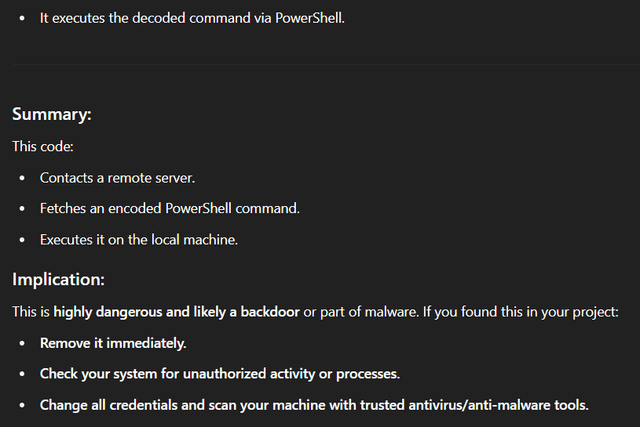 • It executes the decoded command via PowerShell.
Summary:
This code:
• Contacts a remote server.
• Fetches an encoded PowerShell command.
• Executes it on the local machine.
Implication:
This is highly dangerous and likely a backdoor or part of malware. If you found this in your project:
• Remove it immediately.
• Check your system for unauthorized activity or processes.
• Change all credentials and scan your machine with trusted antivirus/anti-malware tools.